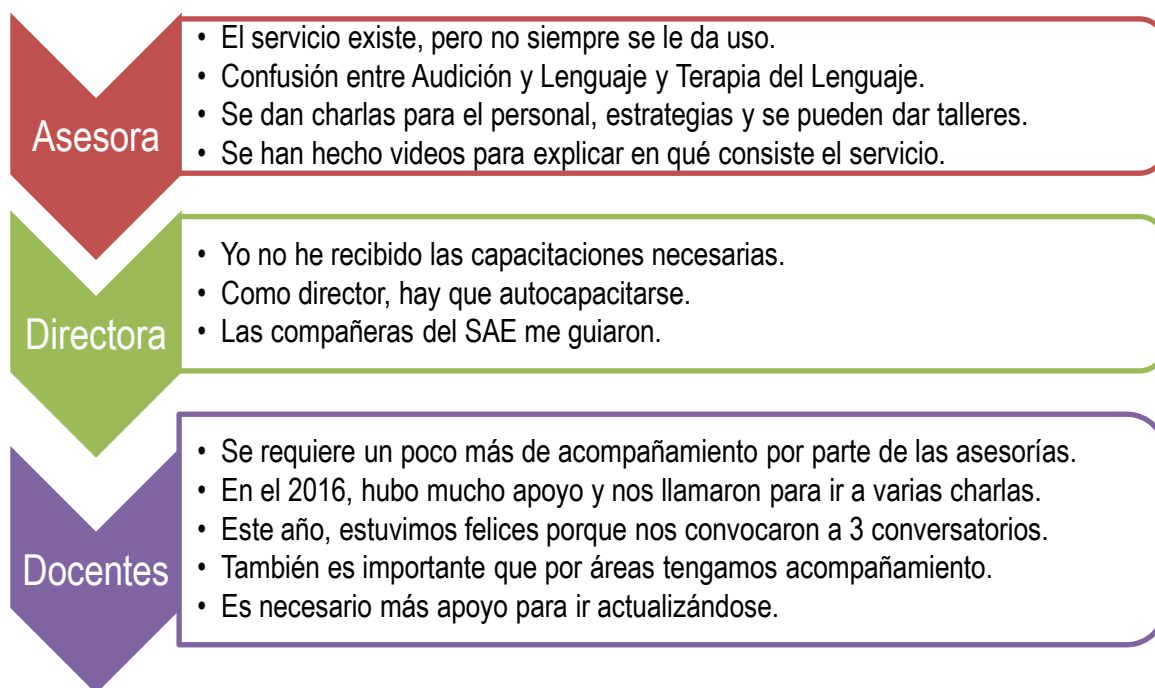 Asesora
• El servicio existe, pero no siempre se le da uso.
• Confusión entre Audición y Lenguaje y Terapia del Lenguaje.
• Se dan charlas para el personal, estrategias y se pueden dar talleres.
• Se han hecho videos para explicar en qué consiste el servicio.
Directora
• Yo no he recibido las capacitaciones necesarias.
• Como director, hay que autocapacitarse.
• Las compañeras del SAE me guiaron.
Docentes
• Se requiere un poco más de acompañamiento por parte de las asesorías.
• En el 2016, hubo mucho apoyo y nos llamaron para ir a varias charlas.
• Este año, estuvimos felices porque nos convocaron a 3 conversatorios.
• También es importante que por áreas tengamos acompañamiento.
• Es necesario más apoyo para ir actualizándose.